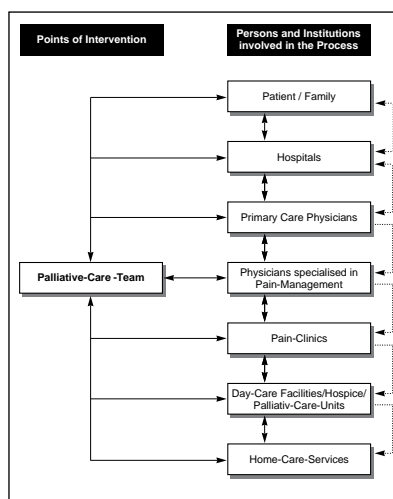 Points of Intervention
Persons and Institutions
involved in the Process
Patient / Family
Hospitals
Primary Care Physicians
Palliative-Care -Team
Physicians specialised in
Pain-Management
Pain-Clinics
Day-Care Facilities/Hospice/
Palliativ-Care-Units
Home-Care-Services